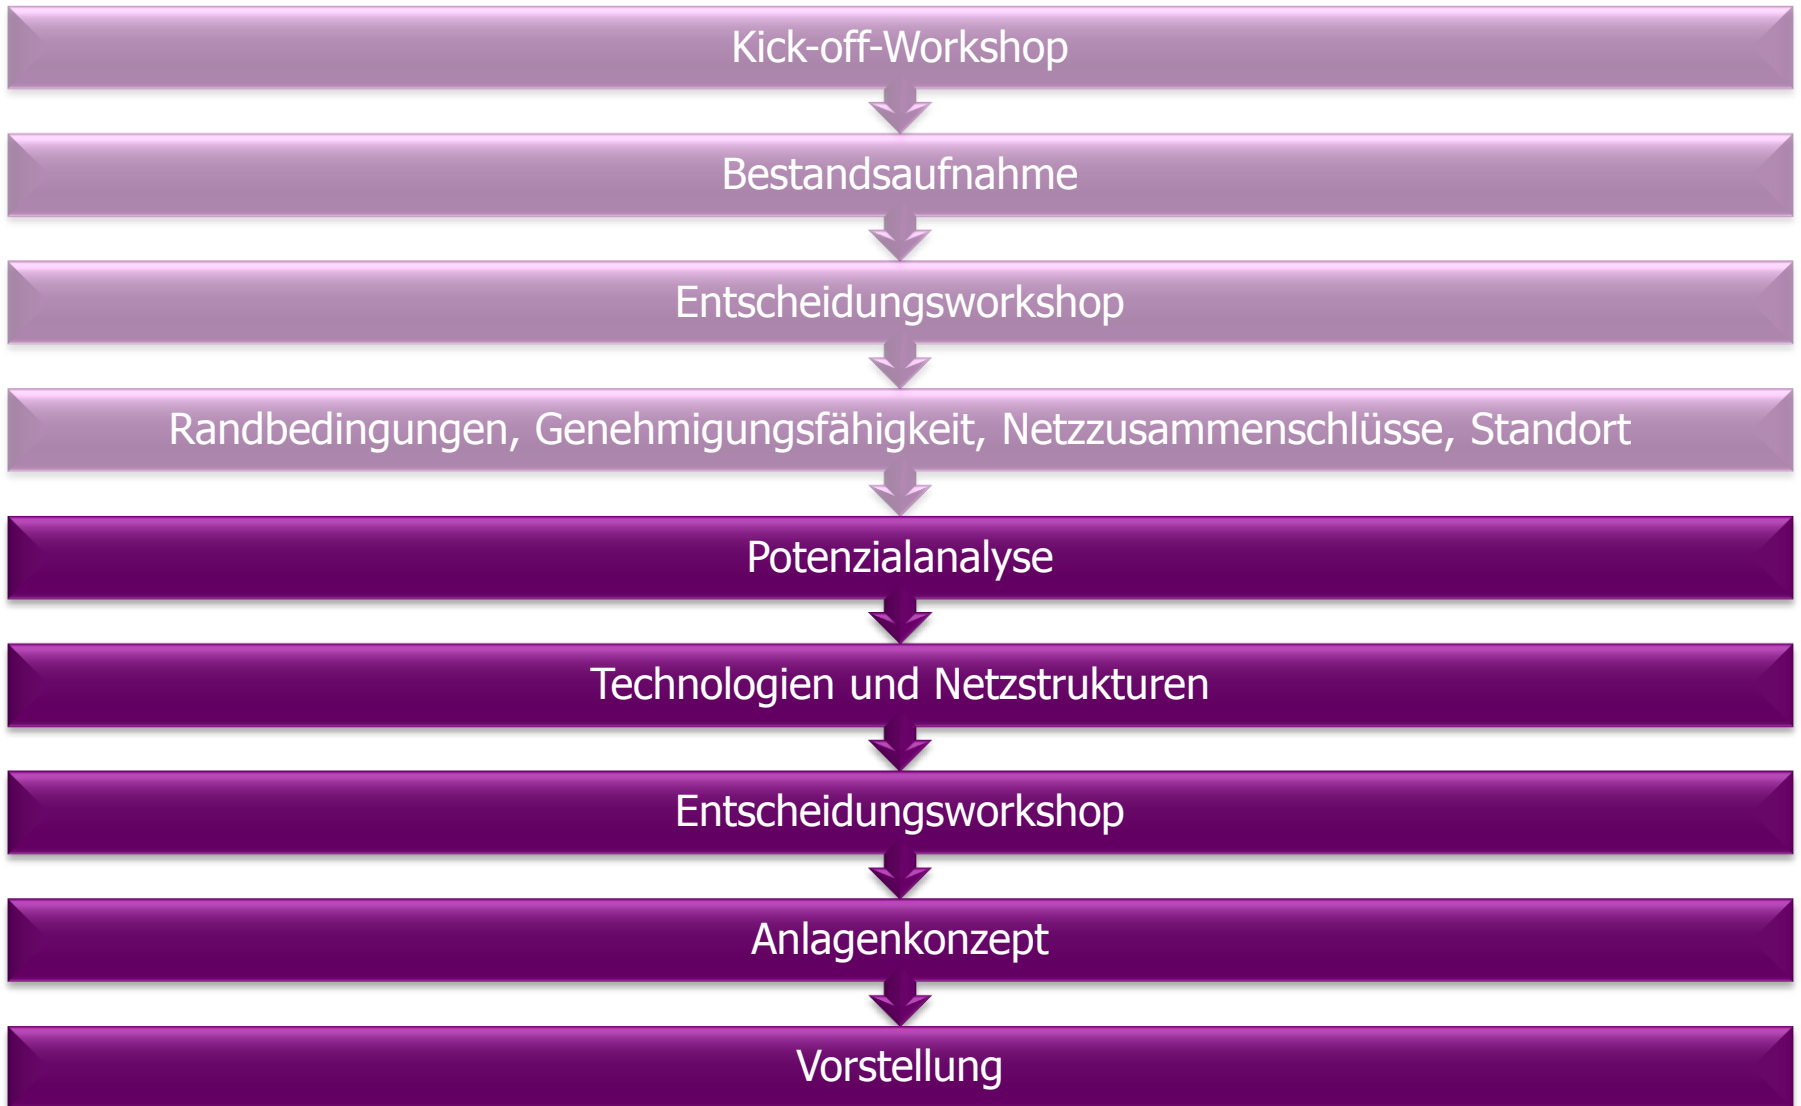 Kick-off-Workshop
Bestandsaufnahme
Entscheidungsworkshop
Randbedingungen, Genehmigungsfähigkeit, Netzzusammenschlüsse, Standort
Potenzialanalyse
Technologien und Netzstrukturen
Entscheidungsworkshop
Anlagenkonzept
Vorstellung